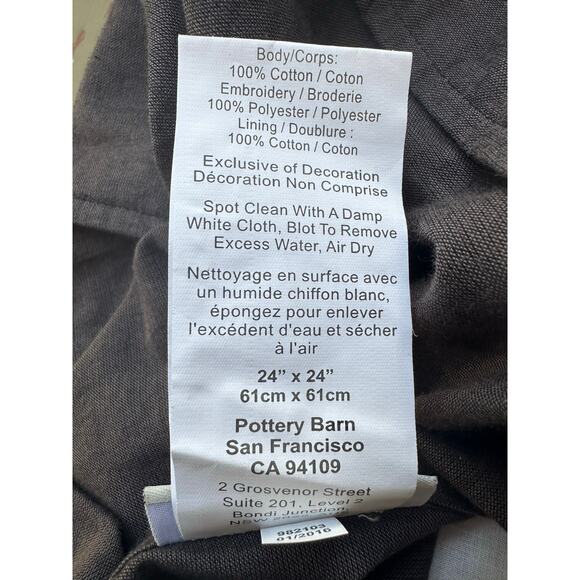 Body/Corps:
100% Cotton / Coton
Embroidery / Broderie
100% Polyester / Polyester
Lining / Doublure :
100% Cotton / Coton
Exclusive of Decoration
Décoration Non Comprise
Spot Clean With A Damp
White Cloth, Blot To Remove
Excess Water, Air Dry
Nettoyage en surface avec
un humide chiffon blanc,
épongez pour enlever
l'excédent d'eau et sécher
à l'air
24” x 24”
61cm x 61cm
Pottery Barn
San Francisco
CA 94109
2 Grosvenor Street
Suite 201, Level 2
Bondi Junction,
NSW
982103
01/2016